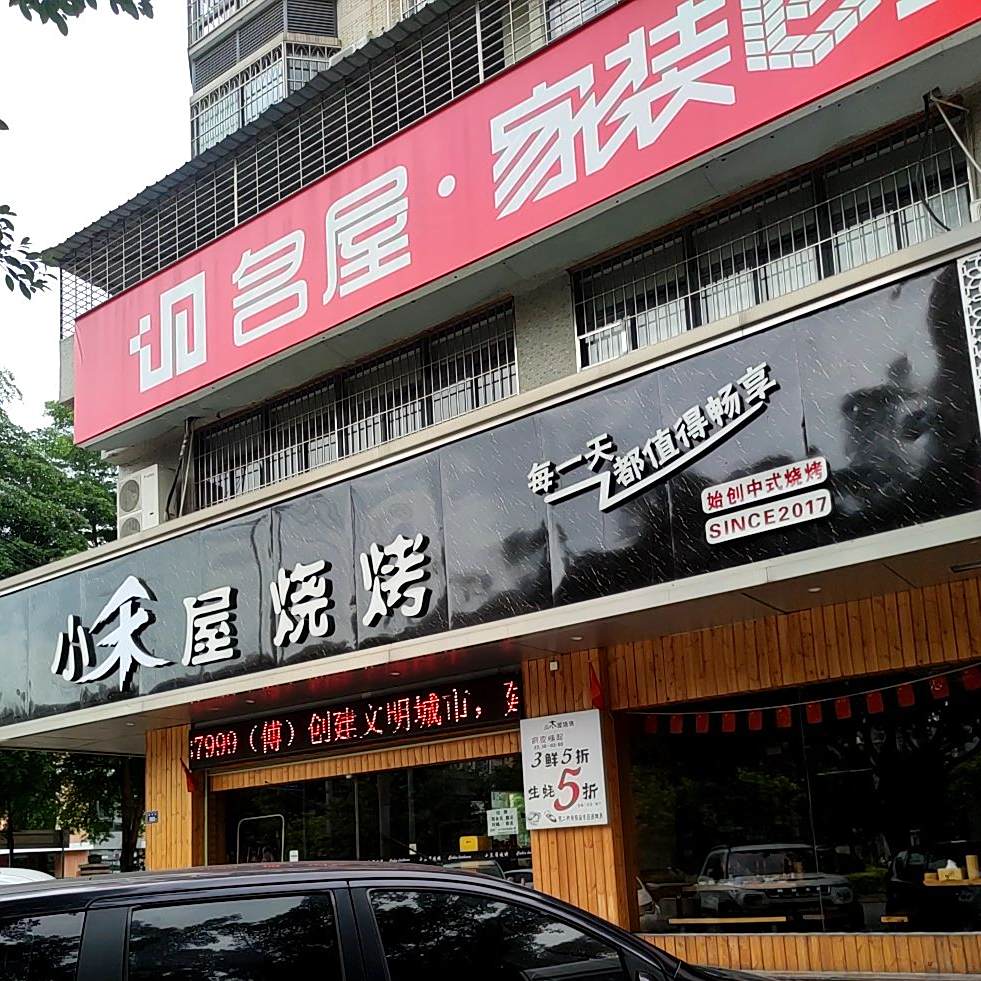 名屋·家装
每一天
都值得畅享
始创中式烧烤
SINCE2017
小禾屋烧烤
7999（傅）创建文明城市，
3鲜5折
生蚝5折